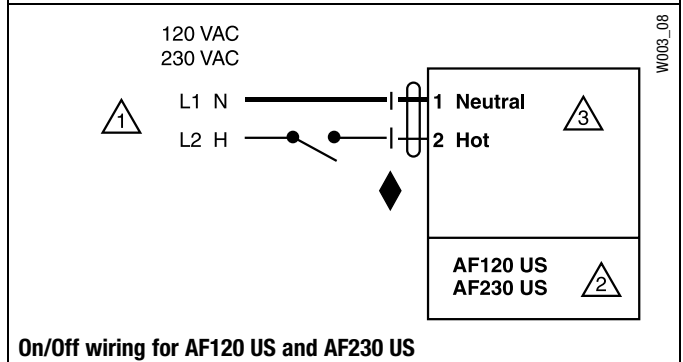 120 VAC
230 VAC
W003_08
L1 N
1 Neutral
1
3
L2 H
2 Hot
AF120 US
AF230 US
2
On/Off wiring for AF120 US and AF230 US